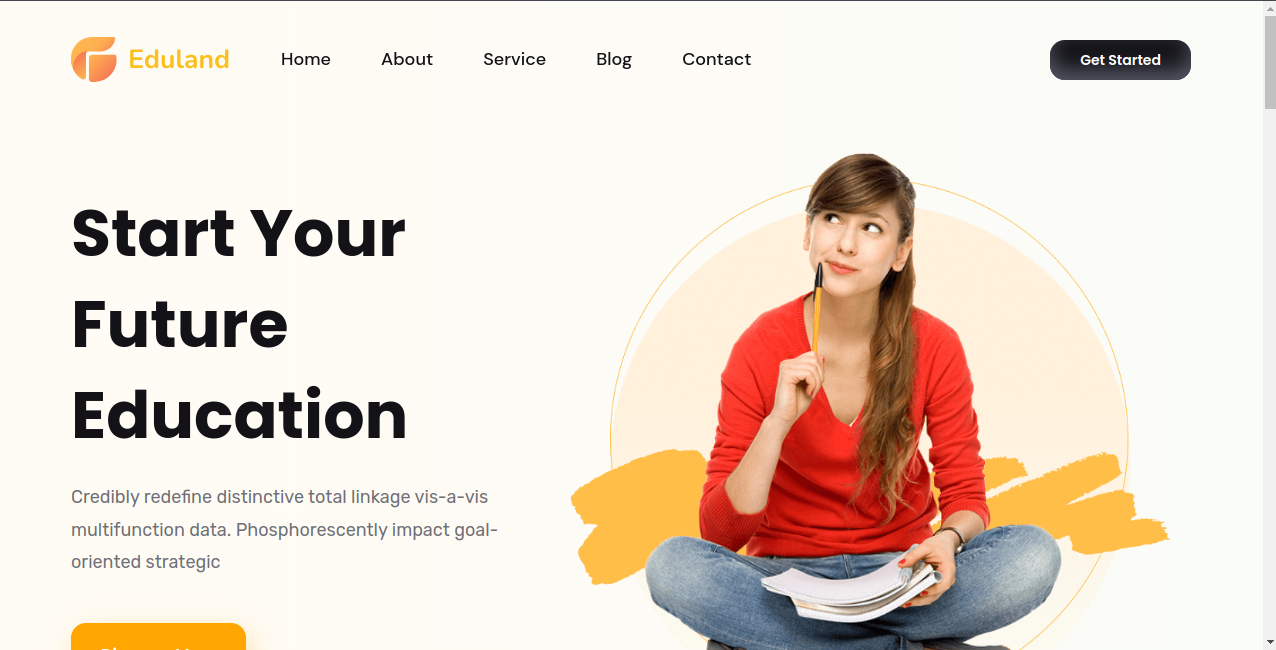 Eduland
Home
About
Service
Blog
Contact
Get Started
Start Your
Future
Education
Credibly redefine distinctive total linkage vis-a-vis
multifunction data. Phosphorescently impact goal-
oriented strategic